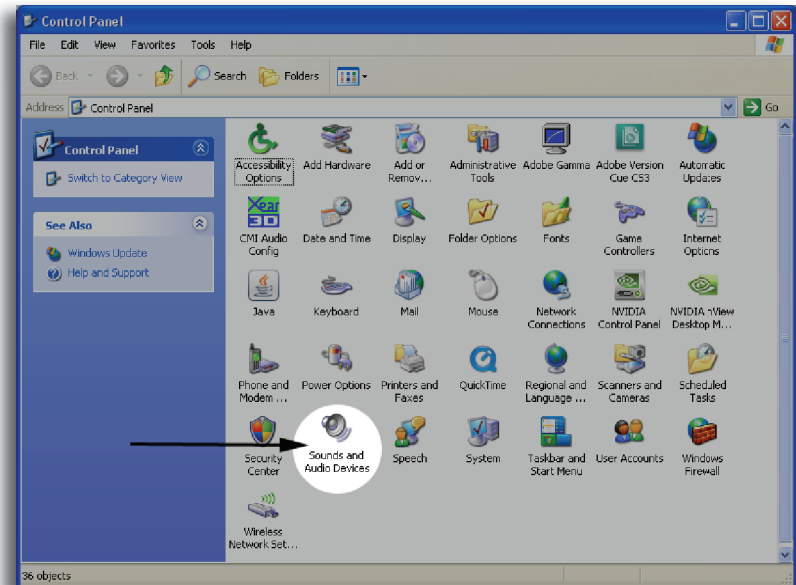 Control Panel
File Edit View Favorites Tools Help
Back Search Folders
Address Control Panel Go
Control Panel
Switch to Category View
See Also
Windows Update
Help and Support
Accessibility Add Hardware Add or Administrative Adobe Gamma Adobe Version Automatic
Options Remov... Tools Cue CS3 Updates
Xear
3D
CMI Audio Date and Time Display Folder Options Fonts Game Internet
Config Controllers Options
Java Keyboard Mail Mouse Network NVIDIA NVIDIA nView
Connections Control Panel Desktop M...
Phone and Power Options Printers and QuickTime Regional and Scanners and Scheduled
Modem ... Faxes Language ... Cameras Tasks
Security Sounds and Speech System Taskbar and User Accounts Windows
Center Audio Devices Start Menu Firewall
Wireless
Network Set...
36 objects